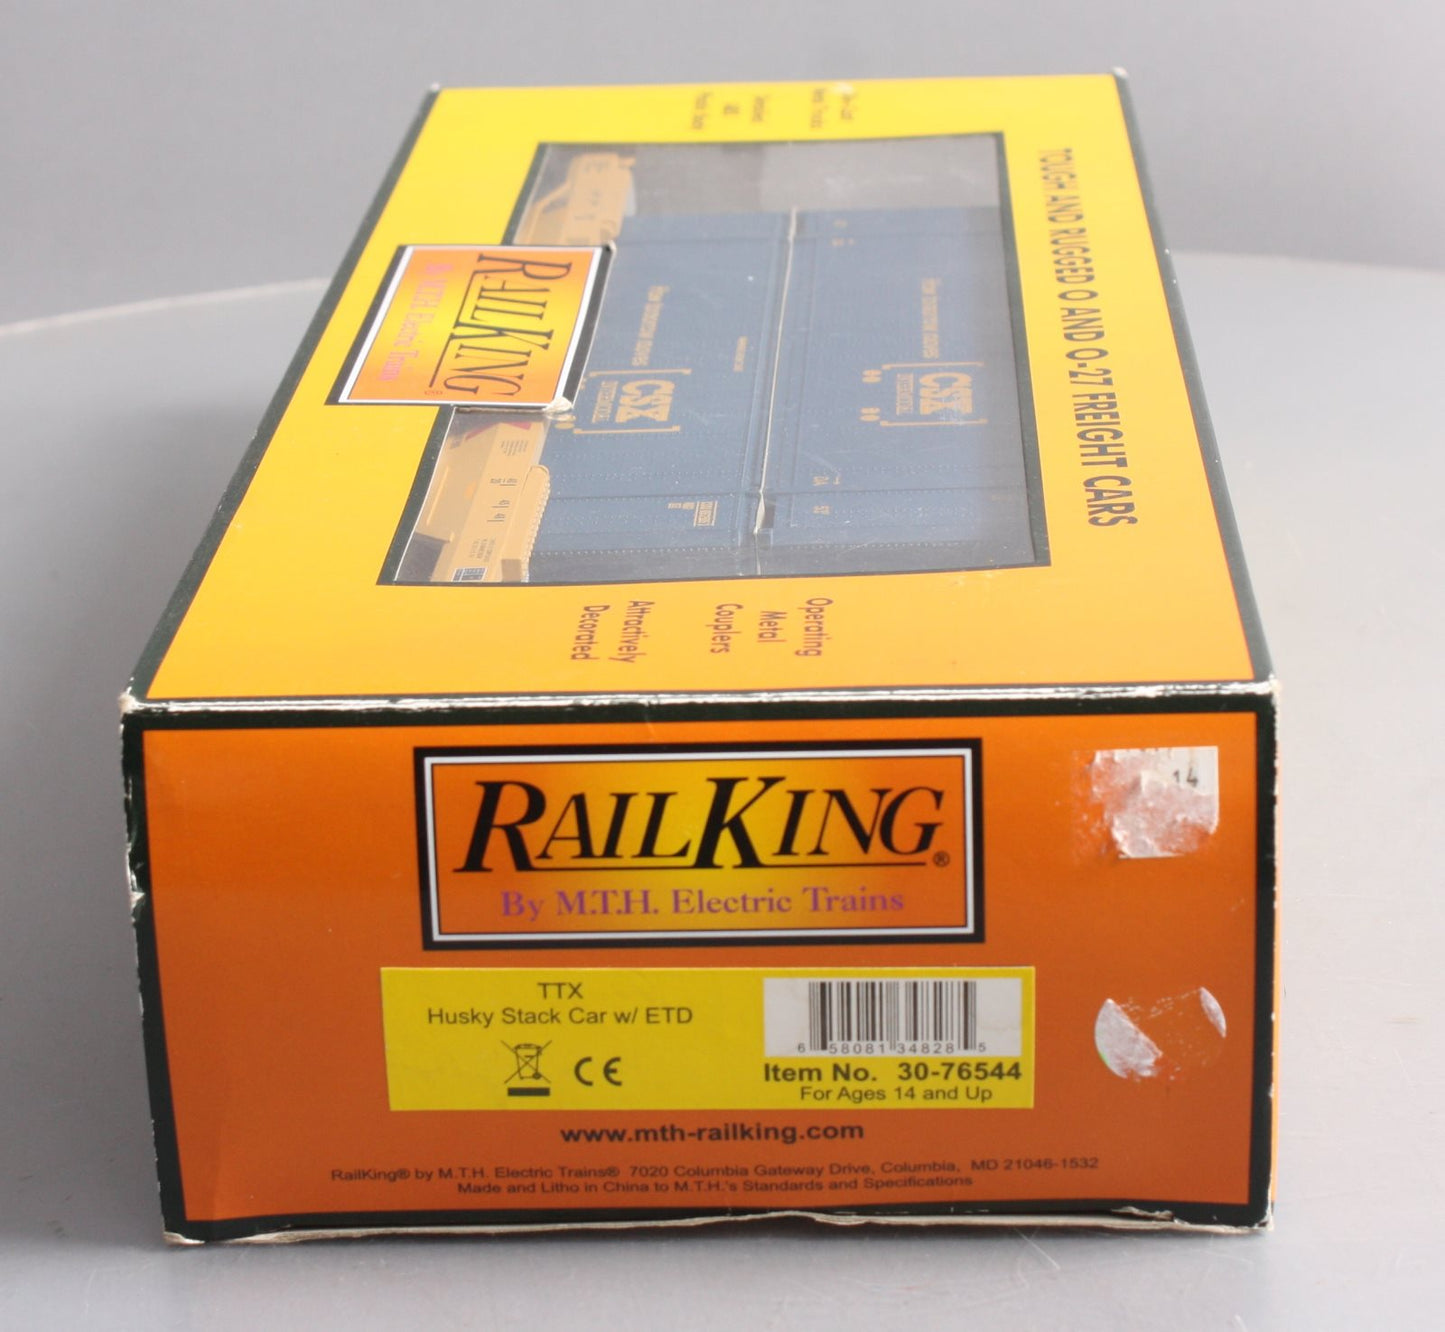 TOUGH AND RUGGED O AND O-27 FREIGHT CARS
RAILKING®
By M.T.H. Electric Trains
CSX
INTERMODAL
CSX
INTERMODAL
Operating
Metal
Couplers
Attractively
Decorated
RAILKING®
By M.T.H. Electric Trains
14
TTX
Husky Stack Car w/ ETD
CE
6 58081 34828 5
Item No. 30-76544
For Ages 14 and Up
www.mth-railking.com
RailKing® by M.T.H. Electric Trains® 7020 Columbia Gateway Drive, Columbia, MD 21046-1532
Made and Litho in China to M.T.H.'s Standards and Specifications